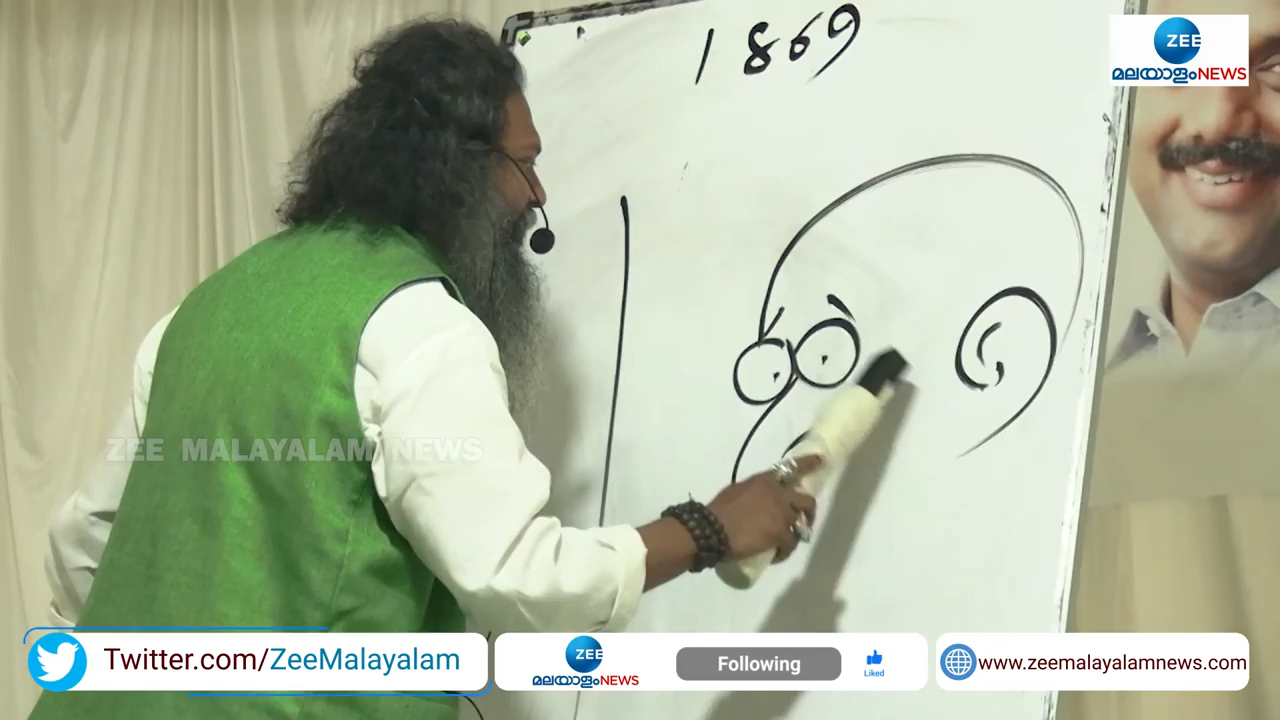 1869
ZEE
മലയാളംNEWS
ZEE MALAYALAM NEWS
Twitter.com/ZeeMalayalam
ZEE
മലയാളംNEWS
Following
Liked
www.zeemalayalamnews.com